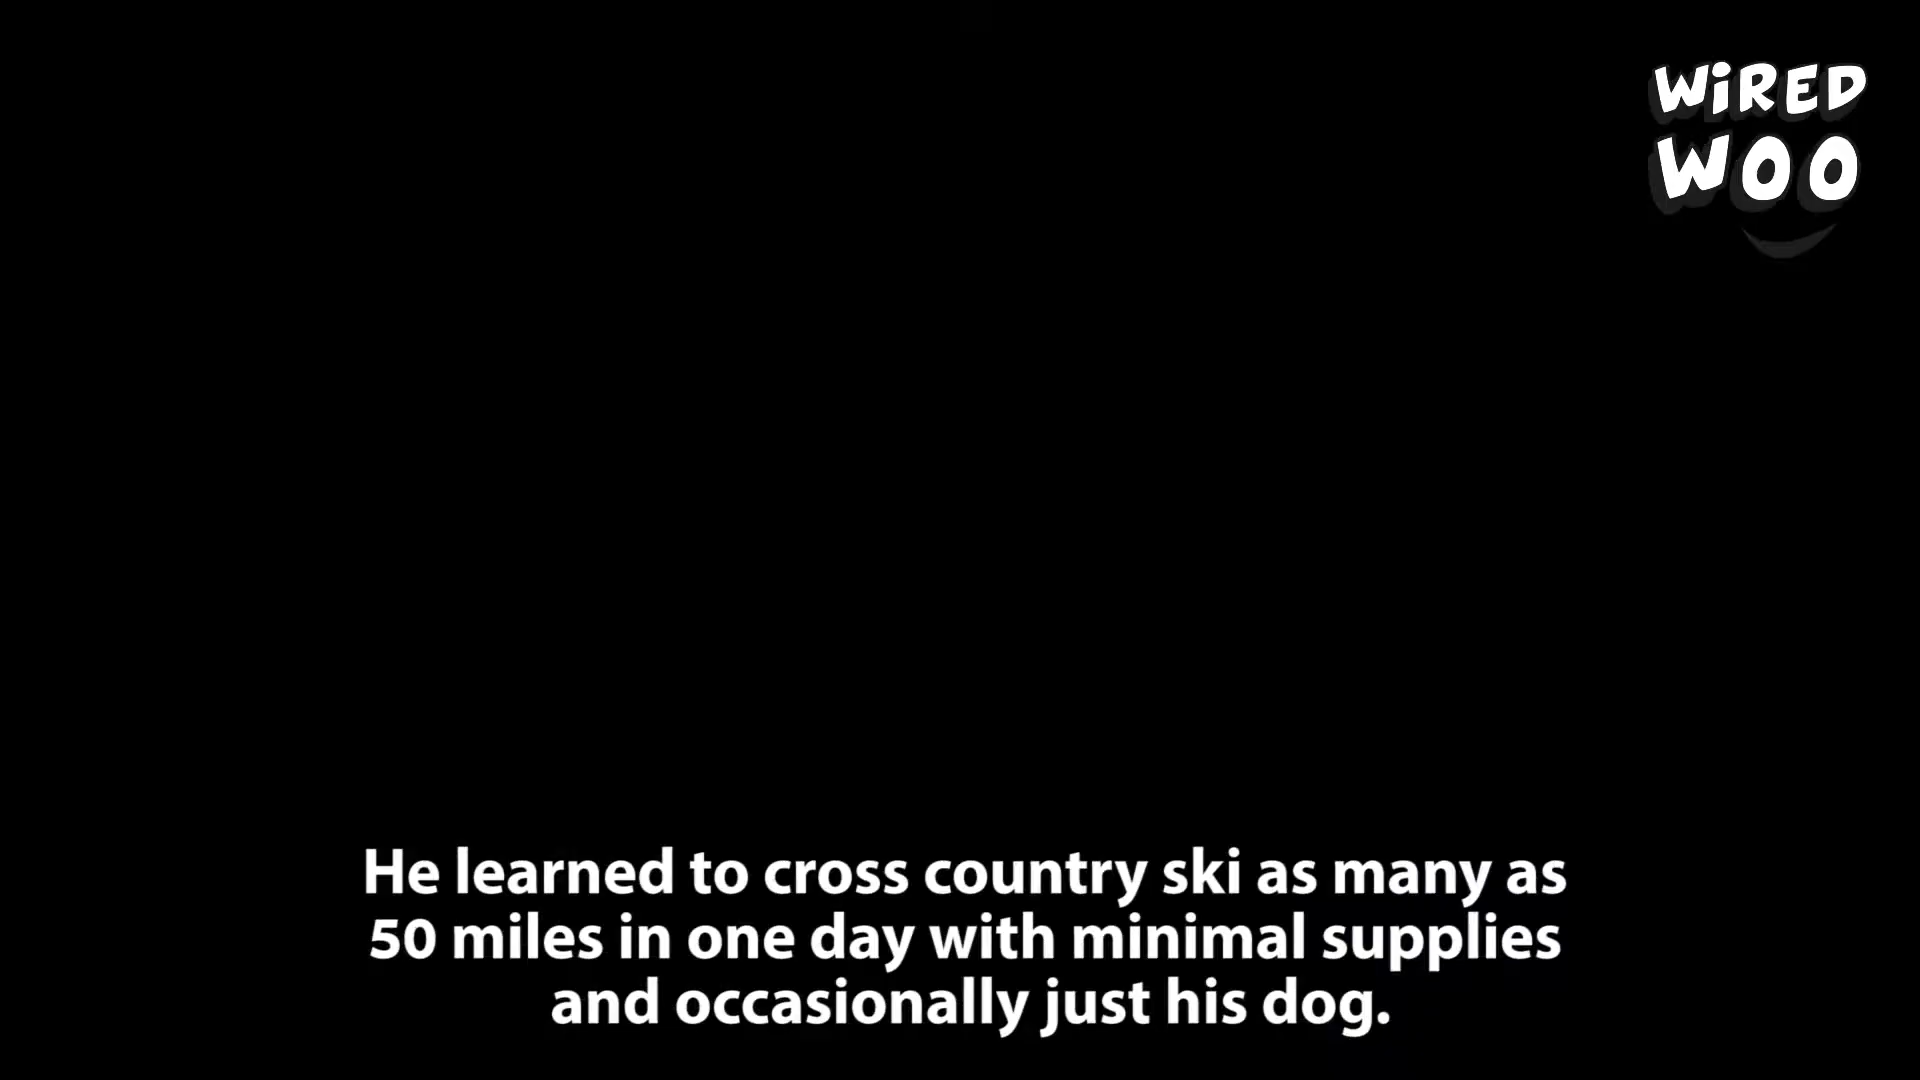 WiRED
WOO
He learned to cross country ski as many as
50 miles in one day with minimal supplies
and occasionally just his dog.